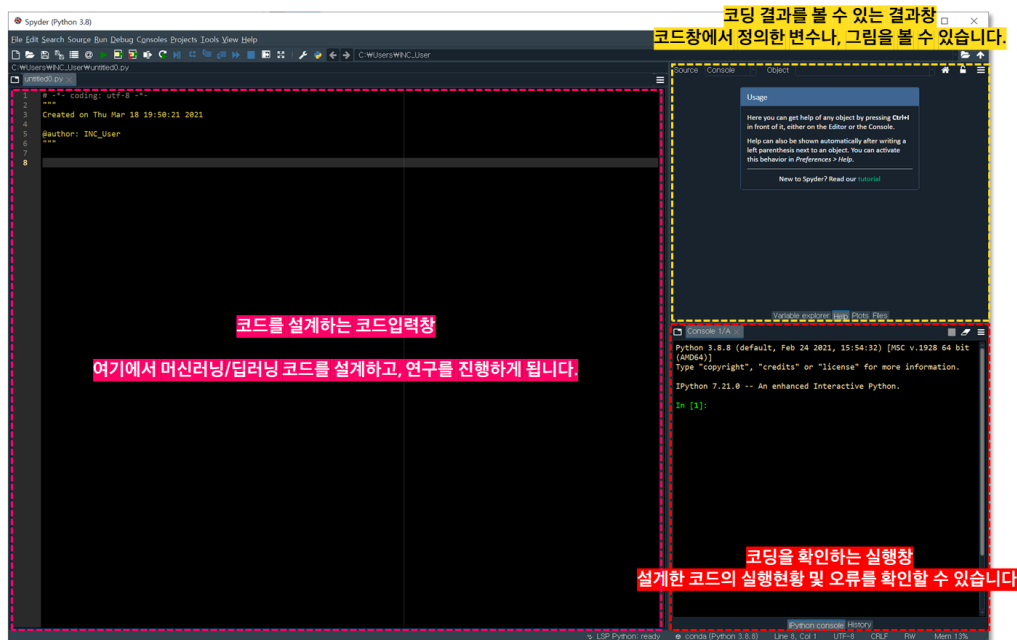 Spyder (Python 3.8)
코딩 결과를 볼 수 있는 결과창
코드창에서 정의한 변수나, 그림을 볼 수 있습니다.
File Edit Search Source Run Debug Consoles Projects Tools View Help
C:₩Users₩INC_User
C:₩Users₩INC_User₩untitled0.py
untitled0.py
1 # -*- coding: utf-8 -*-
2 """
3 Created on Thu Mar 18 19:50:21 2021
4
5 @author: INC_User
6 """
7
8
코드를 설계하는 코드입력창
여기에서 머신러닝/딥러닝 코드를 설계하고, 연구를 진행하게 됩니다.
Source Console Object
Usage
Here you can get help of any object by pressing Ctrl+I
in front of it, either on the Editor or the Console.
Help can also be shown automatically after writing a
left parenthesis next to an object. You can activate
this behavior in Preferences > Help.
New to Spyder? Read our tutorial
Variable explorer Help Plots Files
Console 1/A
Python 3.8.8 (default, Feb 24 2021, 15:54:32) [MSC v.1928 64 bit
(AMD64)]
Type "copyright", "credits" or "license" for more information.
IPython 7.21.0 -- An enhanced Interactive Python.
In [1]:
코딩을 확인하는 실행창
설게한 코드의 실행현황 및 오류를 확인할 수 있습니다
IPython console History
LSP Python: ready conda (Python 3.8.8) Line 8, Col 1 UTF-8 CRLF RW Mem 13%